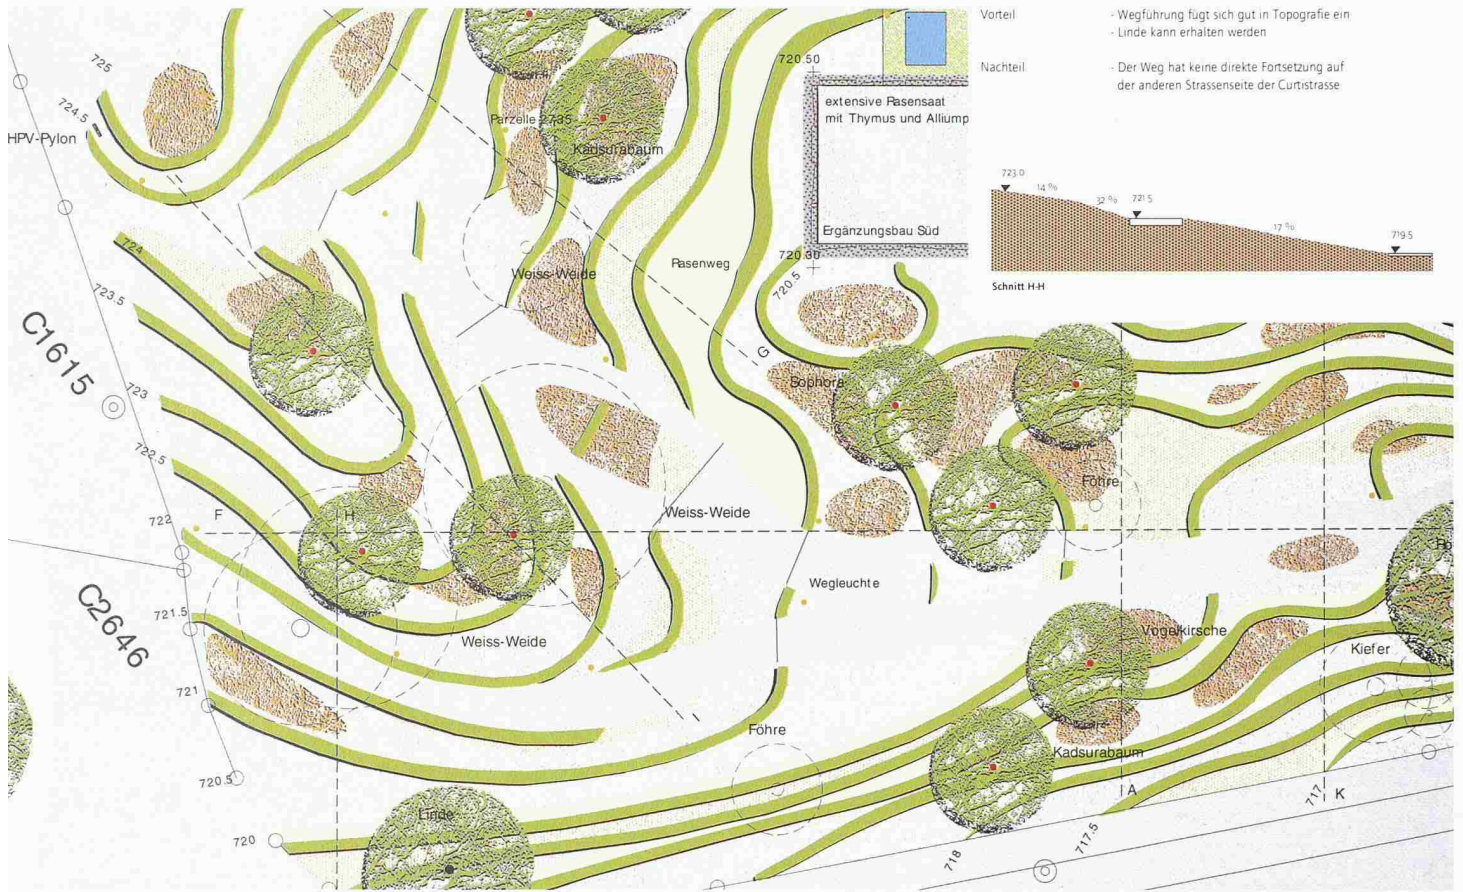 Vorteil - Wegführung fügt sich gut in Topografie ein
- Linde kann erhalten werden
Nachteil - Der Weg hat keine direkte Fortsetzung auf
der anderen Strassenseite der Curtistrasse
725
724.5
HPV-Pylon
Parzelle 2735
Kadsurabaum
720.50
extensive Rasensaat
mit Thymus und Alliump
Ergänzungsbau Süd
720.30
720.5
723.0
14 %
32 %
721.5
17 %
719.5
Schnitt H-H
724
723.5
Weiss-Weide
Rasenweg
C1615
G
Sophora
723
722.5
Föhre
722
F
H
Weiss-Weide
Wegleuchte
C2646
721.5
Weiss-Weide
Vogelkirsche
Kiefer
721
Föhre
Kadsurabaum
720.5
A
717
K
Linde
720
718
717.5